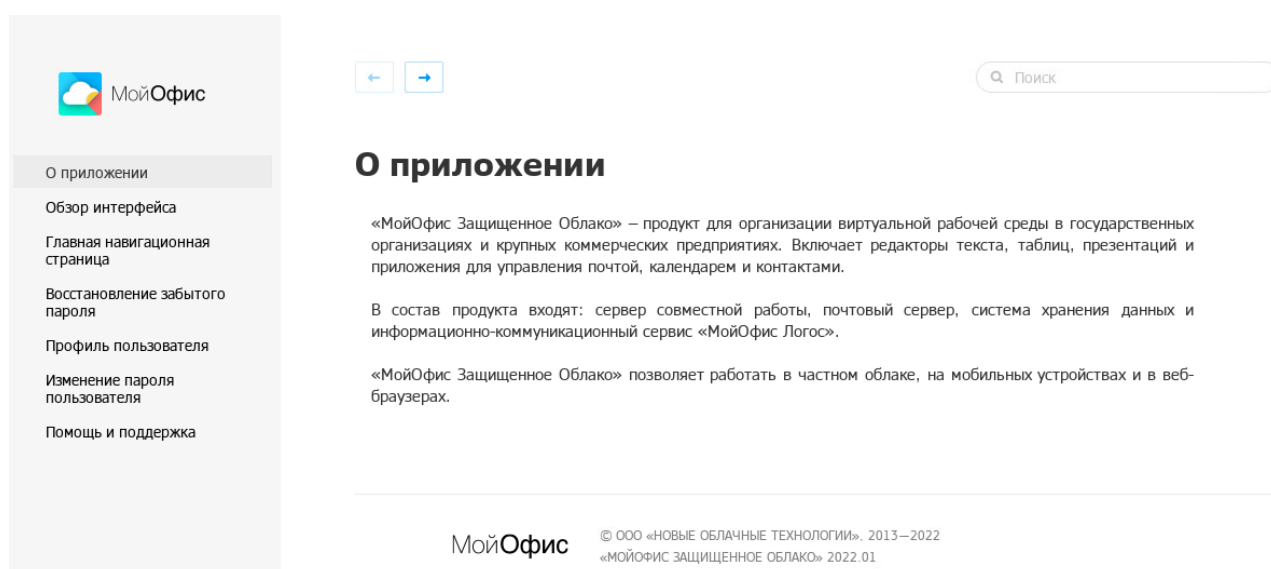 МойОфис
О приложении
Обзор интерфейса
Главная навигационная
страница
Восстановление забытого
пароля
Профиль пользователя
Изменение пароля
пользователя
Помощь и поддержка
Поиск
О приложении
«МойОфис Защищенное Облако» — продукт для организации виртуальной рабочей среды в государственных
организациях и крупных коммерческих предприятиях. Включает редакторы текста, таблиц, презентаций и
приложения для управления почтой, календарем и контактами.
В состав продукта входят: сервер совместной работы, почтовый сервер, система хранения данных и
информационно-коммуникационный сервис «МойОфис Логос».
«МойОфис Защищенное Облако» позволяет работать в частном облаке, на мобильных устройствах и в веб-
браузерах.
МойОфис
© ООО «НОВЫЕ ОБЛАЧНЫЕ ТЕХНОЛОГИИ», 2013—2022
«МОЙОФИС ЗАЩИЩЕННОЕ ОБЛАКО» 2022.01